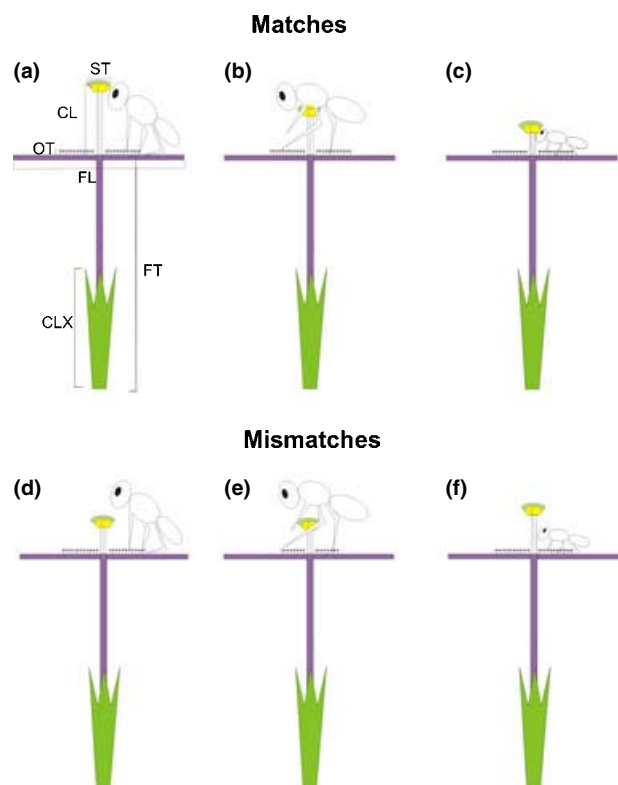 Matches
(a) ST (b) (c)
CL
OT
FL
FT
CLX
Mismatches
(d) (e) (f)